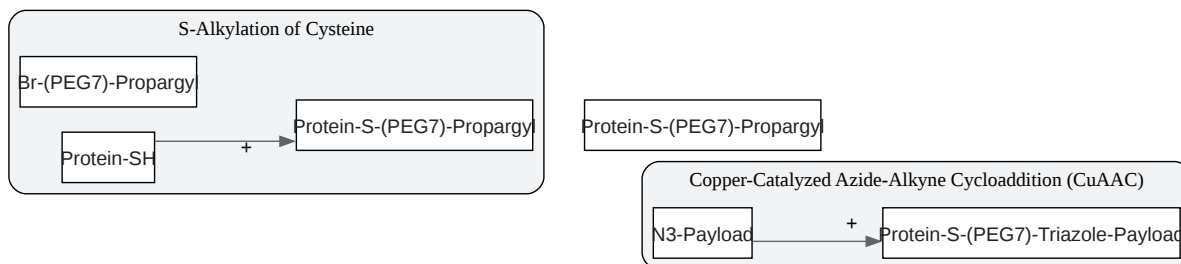 S-Alkylation of Cysteine
Br-(PEG7)-Propargyl
Protein-SH
+
Protein-S-(PEG7)-Propargyl
Protein-S-(PEG7)-Propargyl
Copper-Catalyzed Azide-Alkyne Cycloaddition (CuAAC)
N3-Payload
+
Protein-S-(PEG7)-Triazole-Payload